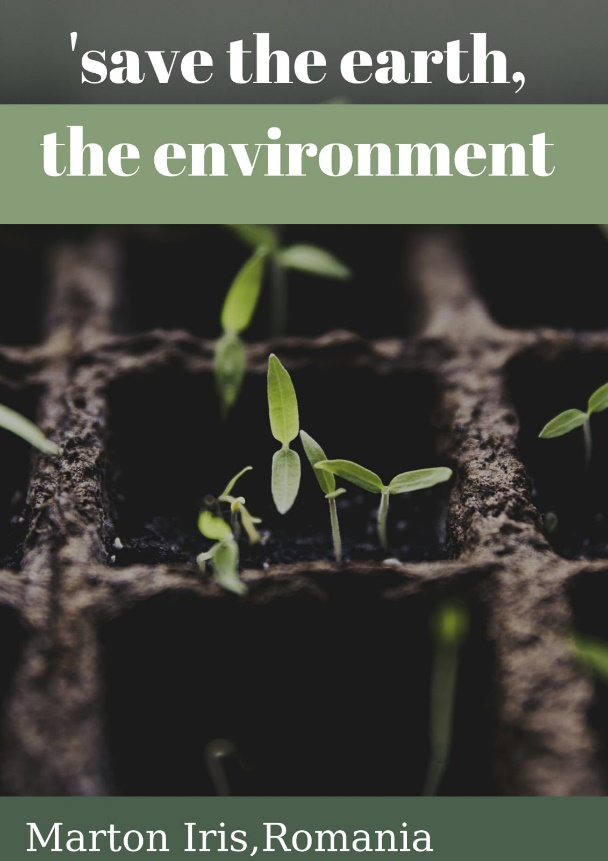 'save the earth,
the environment
Marton Iris,Romania